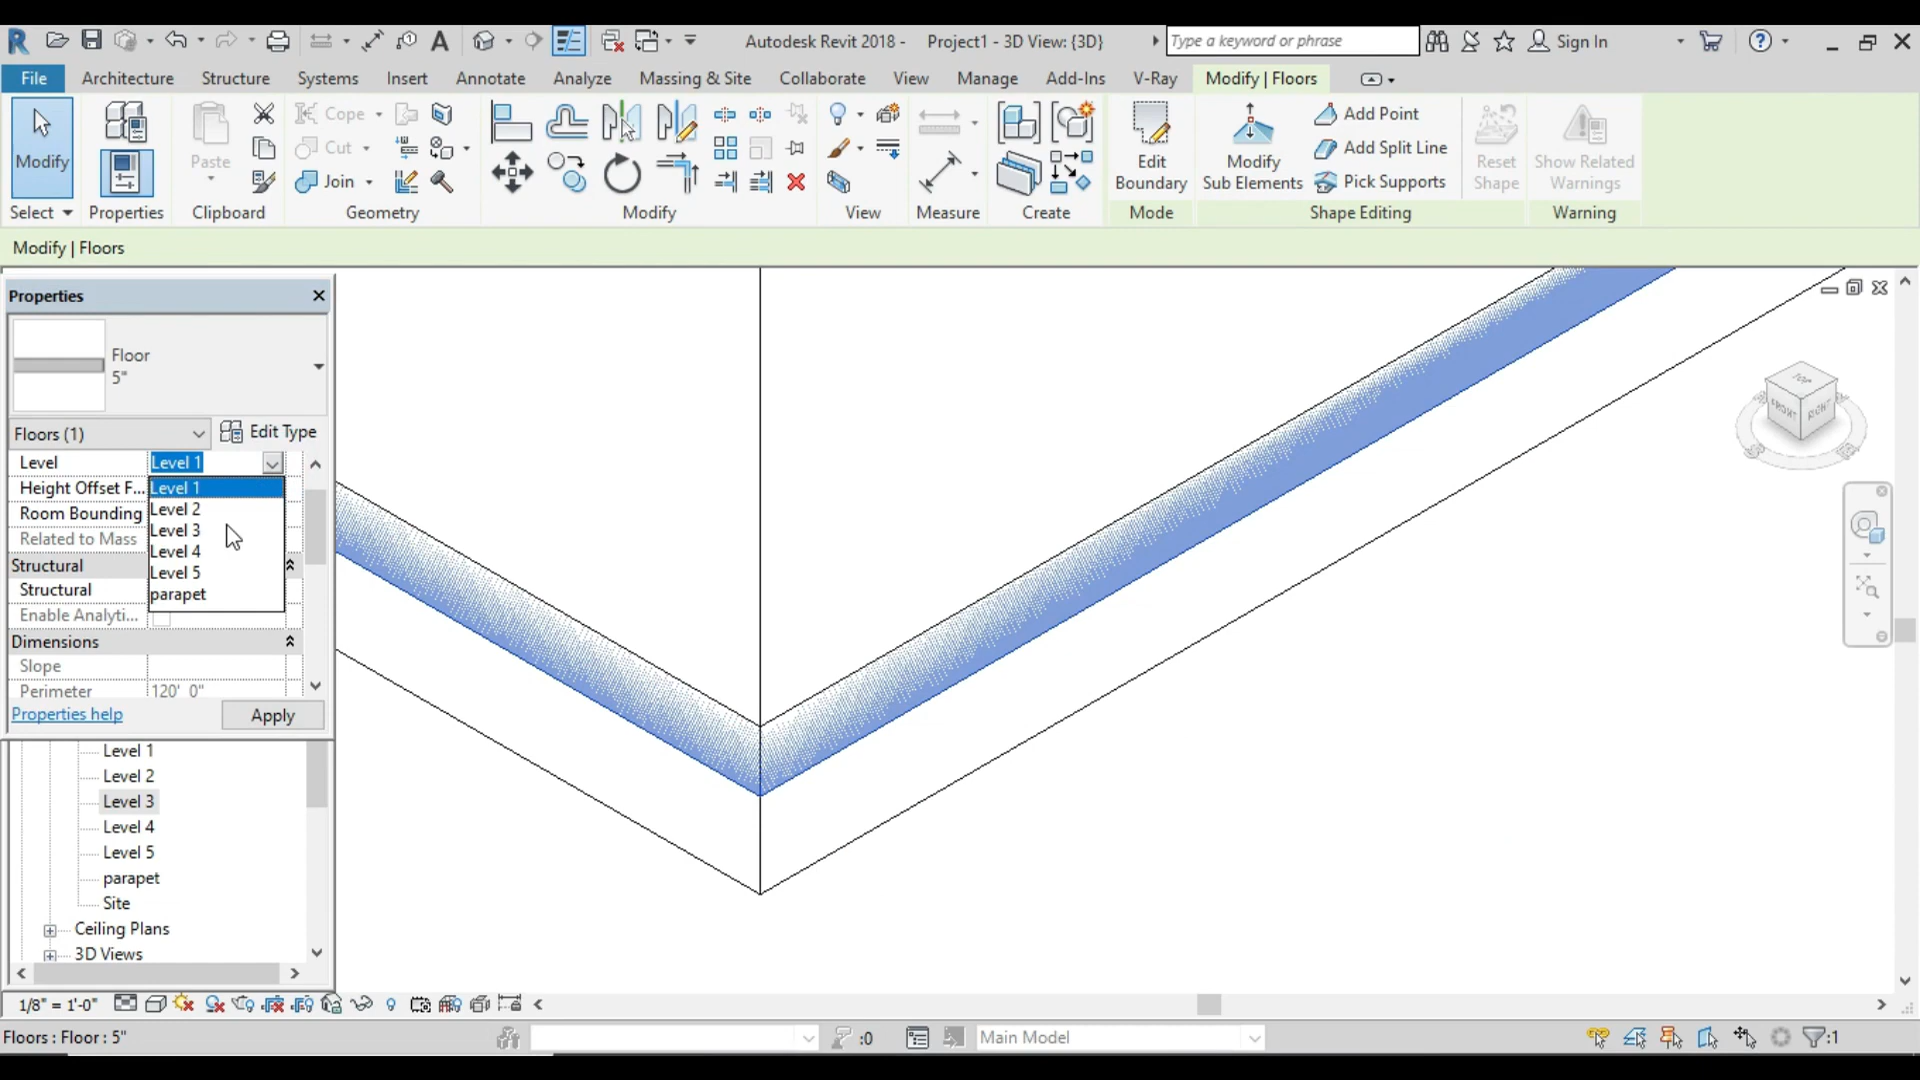 Autodesk Revit 2018 - Project1 - 3D View: {3D}
Type a keyword or phrase
Sign In
File Architecture Structure Systems Insert Annotate Analyze Massing & Site Collaborate View Manage Add-Ins V-Ray Modify | Floors
Modify
Select
Properties
Paste
Clipboard
Cope
Cut
Join
Geometry
Modify
View
Measure
Create
Edit
Boundary
Mode
Modify
Sub Elements
Add Point
Add Split Line
Pick Supports
Shape Editing
Reset
Shape
Show Related
Warnings
Warning
Modify | Floors
Properties
Floor
5"
Floors (1)
Edit Type
Level Level 1
Height Offset F...
Room Bounding
Related to Mass
Structural
Structural
Enable Analyti...
Level 1
Level 2
Level 3
Level 4
Level 5
parapet
Dimensions
Slope
Perimeter 120' 0"
Properties help
Apply
Level 1
Level 2
Level 3
Level 4
Level 5
parapet
Site
Ceiling Plans
3D Views
TOP
FRONT
RIGHT
1/8" = 1'-0"
Floors : Floor : 5"
:0
Main Model
:1